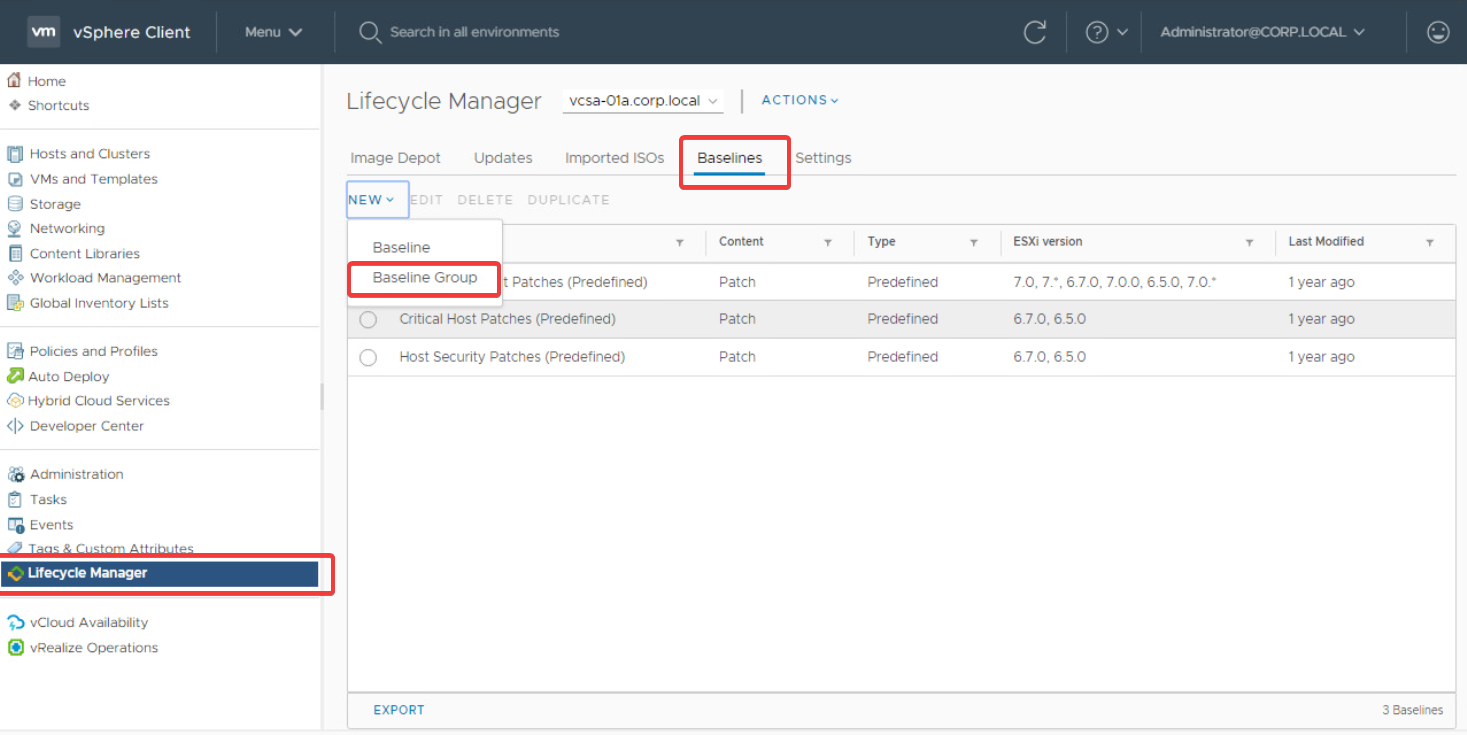 vm vSphere Client Menu Search in all environments Administrator@CORP.LOCAL
Home
Shortcuts
Hosts and Clusters
VMs and Templates
Storage
Networking
Content Libraries
Workload Management
Global Inventory Lists
Policies and Profiles
Auto Deploy
Hybrid Cloud Services
Developer Center
Administration
Tasks
Events
Tags & Custom Attributes
Lifecycle Manager
vCloud Availability
vRealize Operations
Lifecycle Manager vcsa-01a.corp.local ACTIONS
Image Depot Updates Imported ISOs Baselines Settings
NEW EDIT DELETE DUPLICATE
Baseline
Baseline Group
Content Type ESXi version Last Modified
t Patches (Predefined) Patch Predefined 7.0, 7.*, 6.7.0, 7.0.0, 6.5.0, 7.0.* 1 year ago
Critical Host Patches (Predefined) Patch Predefined 6.7.0, 6.5.0 1 year ago
Host Security Patches (Predefined) Patch Predefined 6.7.0, 6.5.0 1 year ago
EXPORT 3 Baselines